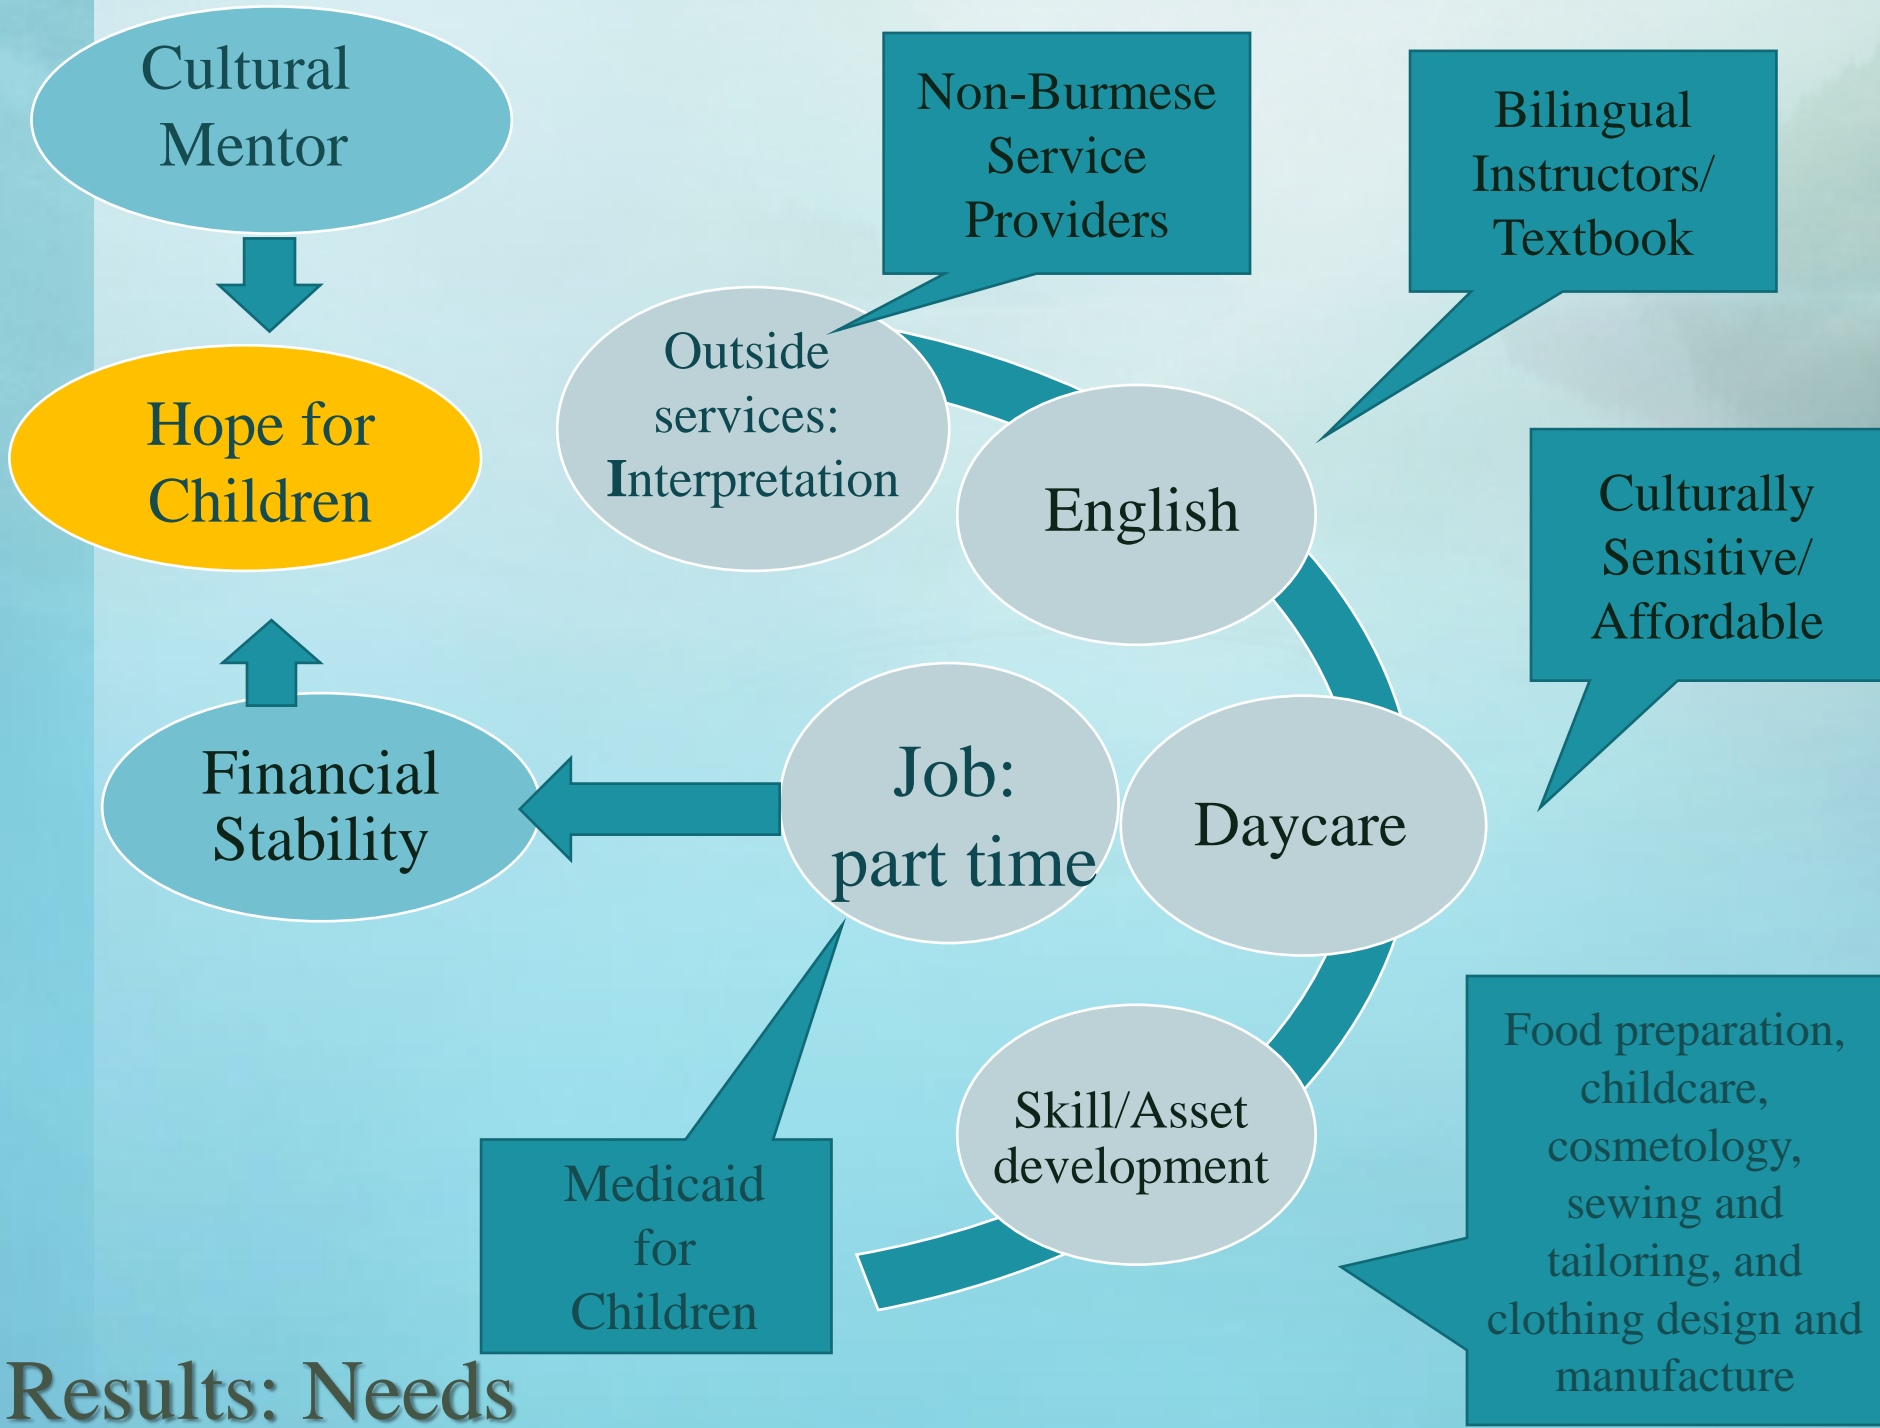 Cultural
Mentor
Hope for
Children
Financial
Stability
Non-Burmese
Service
Providers
Outside
services:
Interpretation
Bilingual
Instructors/
Textbook
English
Culturally
Sensitive/
Affordable
Daycare
Job:
part time
Medicaid
for
Children
Skill/Asset
development
Food preparation,
childcare,
cosmetology,
sewing and
tailoring, and
clothing design and
manufacture
Results: Needs